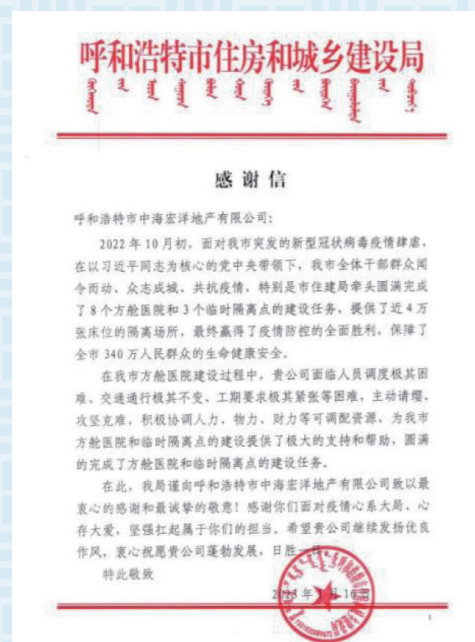 呼和浩特市住房和城乡建设局
感谢信
呼和浩特市中海宏洋地产有限公司：
2022年10月初，面对我市突发的新型冠状病毒疫情肆虐，
在以习近平同志为核心的党中央带领下，我市全体干部群众闻
令而动、众志成城、共抗疫情，特别是市住建局牵头圆满完成
了8个方舱医院和3个临时隔离点的建设任务，提供了近4万
张床位的隔离场所，最终赢得了疫情防控的全面胜利，保障了
全市340万人民群众的生命健康安全。
在我市方舱医院建设过程中，贵公司面临人员调度极其困
难、交通通行极其不变、工期要求极其紧张等困难，主动请缨、
攻坚克难，积极协调人力、物力、财力等可调配资源，为我市
方舱医院和临时隔离点的建设提供了极大的支持和帮助，圆满
的完成了方舱医院和临时隔离点的建设任务。
在此，我局谨向呼和浩特市中海宏洋地产有限公司致以最
衷心的感谢和最诚挚的敬意！感谢你们面对疫情心系大局、心
存大爱，坚强扛起属于你们的担当。希望贵公司继续发扬优良
作风，衷心祝愿贵公司蓬勃发展，日胜一日
特此敬致
2023年1月16日
1